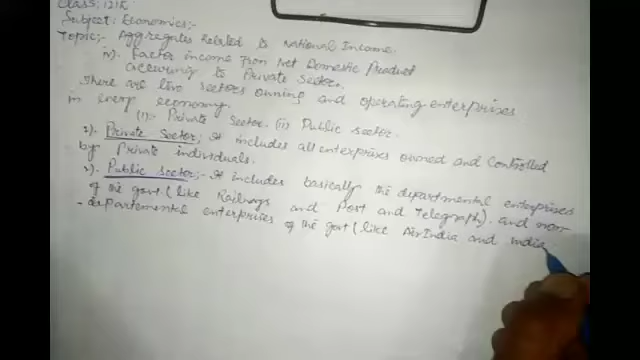 Class: 12th
Subject: Economics;-
Topic;- Aggregates Related to National Income.
iv). Factor income from Net Domestic Product
accruing to Private Sector.
There are two sectors owning and operating enterprises
in every economy.
(i):- Private Sector. (ii) Public sector.
1). Private Sector; It includes all enterprises owned and controlled
by Private individuals.
2). Public sector;- It includes basically the departmental enterprises
of the govt (like Railways and Post and Telegraph). and non-
-departemental enterprises of the govt (like Air India and India